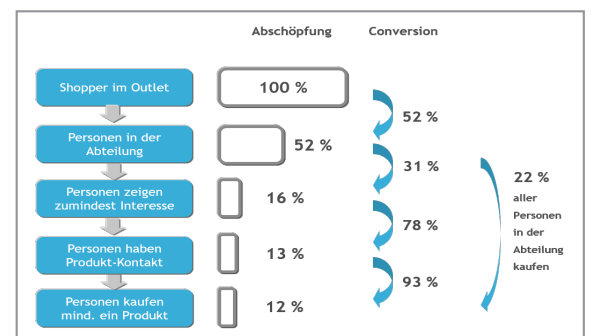 Abschöpfung Conversion
Shopper im Outlet 100 %
52 %
Personen in der
Abteilung 52 %
31 %
Personen zeigen
zumindest Interesse 16 %
78 %
Personen haben
Produkt-Kontakt 13 %
93 %
Personen kaufen
mind. ein Produkt 12 %
22 %
aller
Personen
in der
Abteilung
kaufen